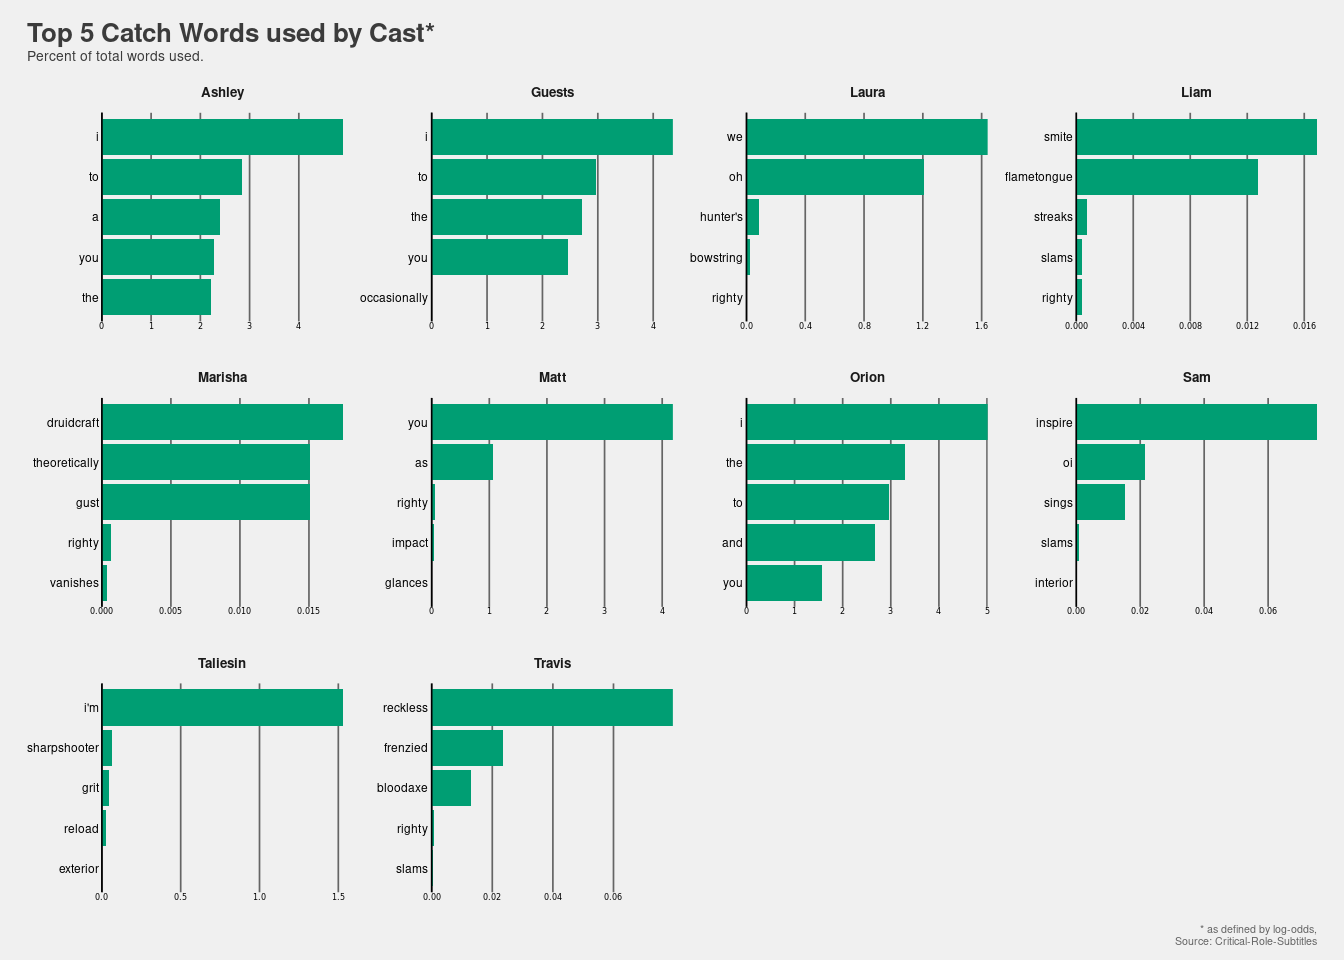 Top 5 Catch Words used by Cast*
Percent of total words used.
Ashley
i
to
a
you
the
0 1 2 3 4
Guests
i
to
the
you
occasionally
0 1 2 3 4
Laura
we
oh
hunter's
bowstring
righty
0.0 0.4 0.8 1.2 1.6
Liam
smite
flametongue
streaks
slams
righty
0.000 0.004 0.008 0.012 0.016
Marisha
druidcraft
theoretically
gust
righty
vanishes
0.000 0.005 0.010 0.015
Matt
you
as
righty
impact
glances
0 1 2 3 4
Orion
i
the
to
and
you
0 1 2 3 4 5
Sam
inspire
oi
sings
slams
interior
0.00 0.02 0.04 0.06
Taliesin
i'm
sharpshooter
grit
reload
exterior
0.0 0.5 1.0 1.5
Travis
reckless
frenzied
bloodaxe
righty
slams
0.00 0.02 0.04 0.06
* as defined by log-odds,
Source: Critical-Role-Subtitles